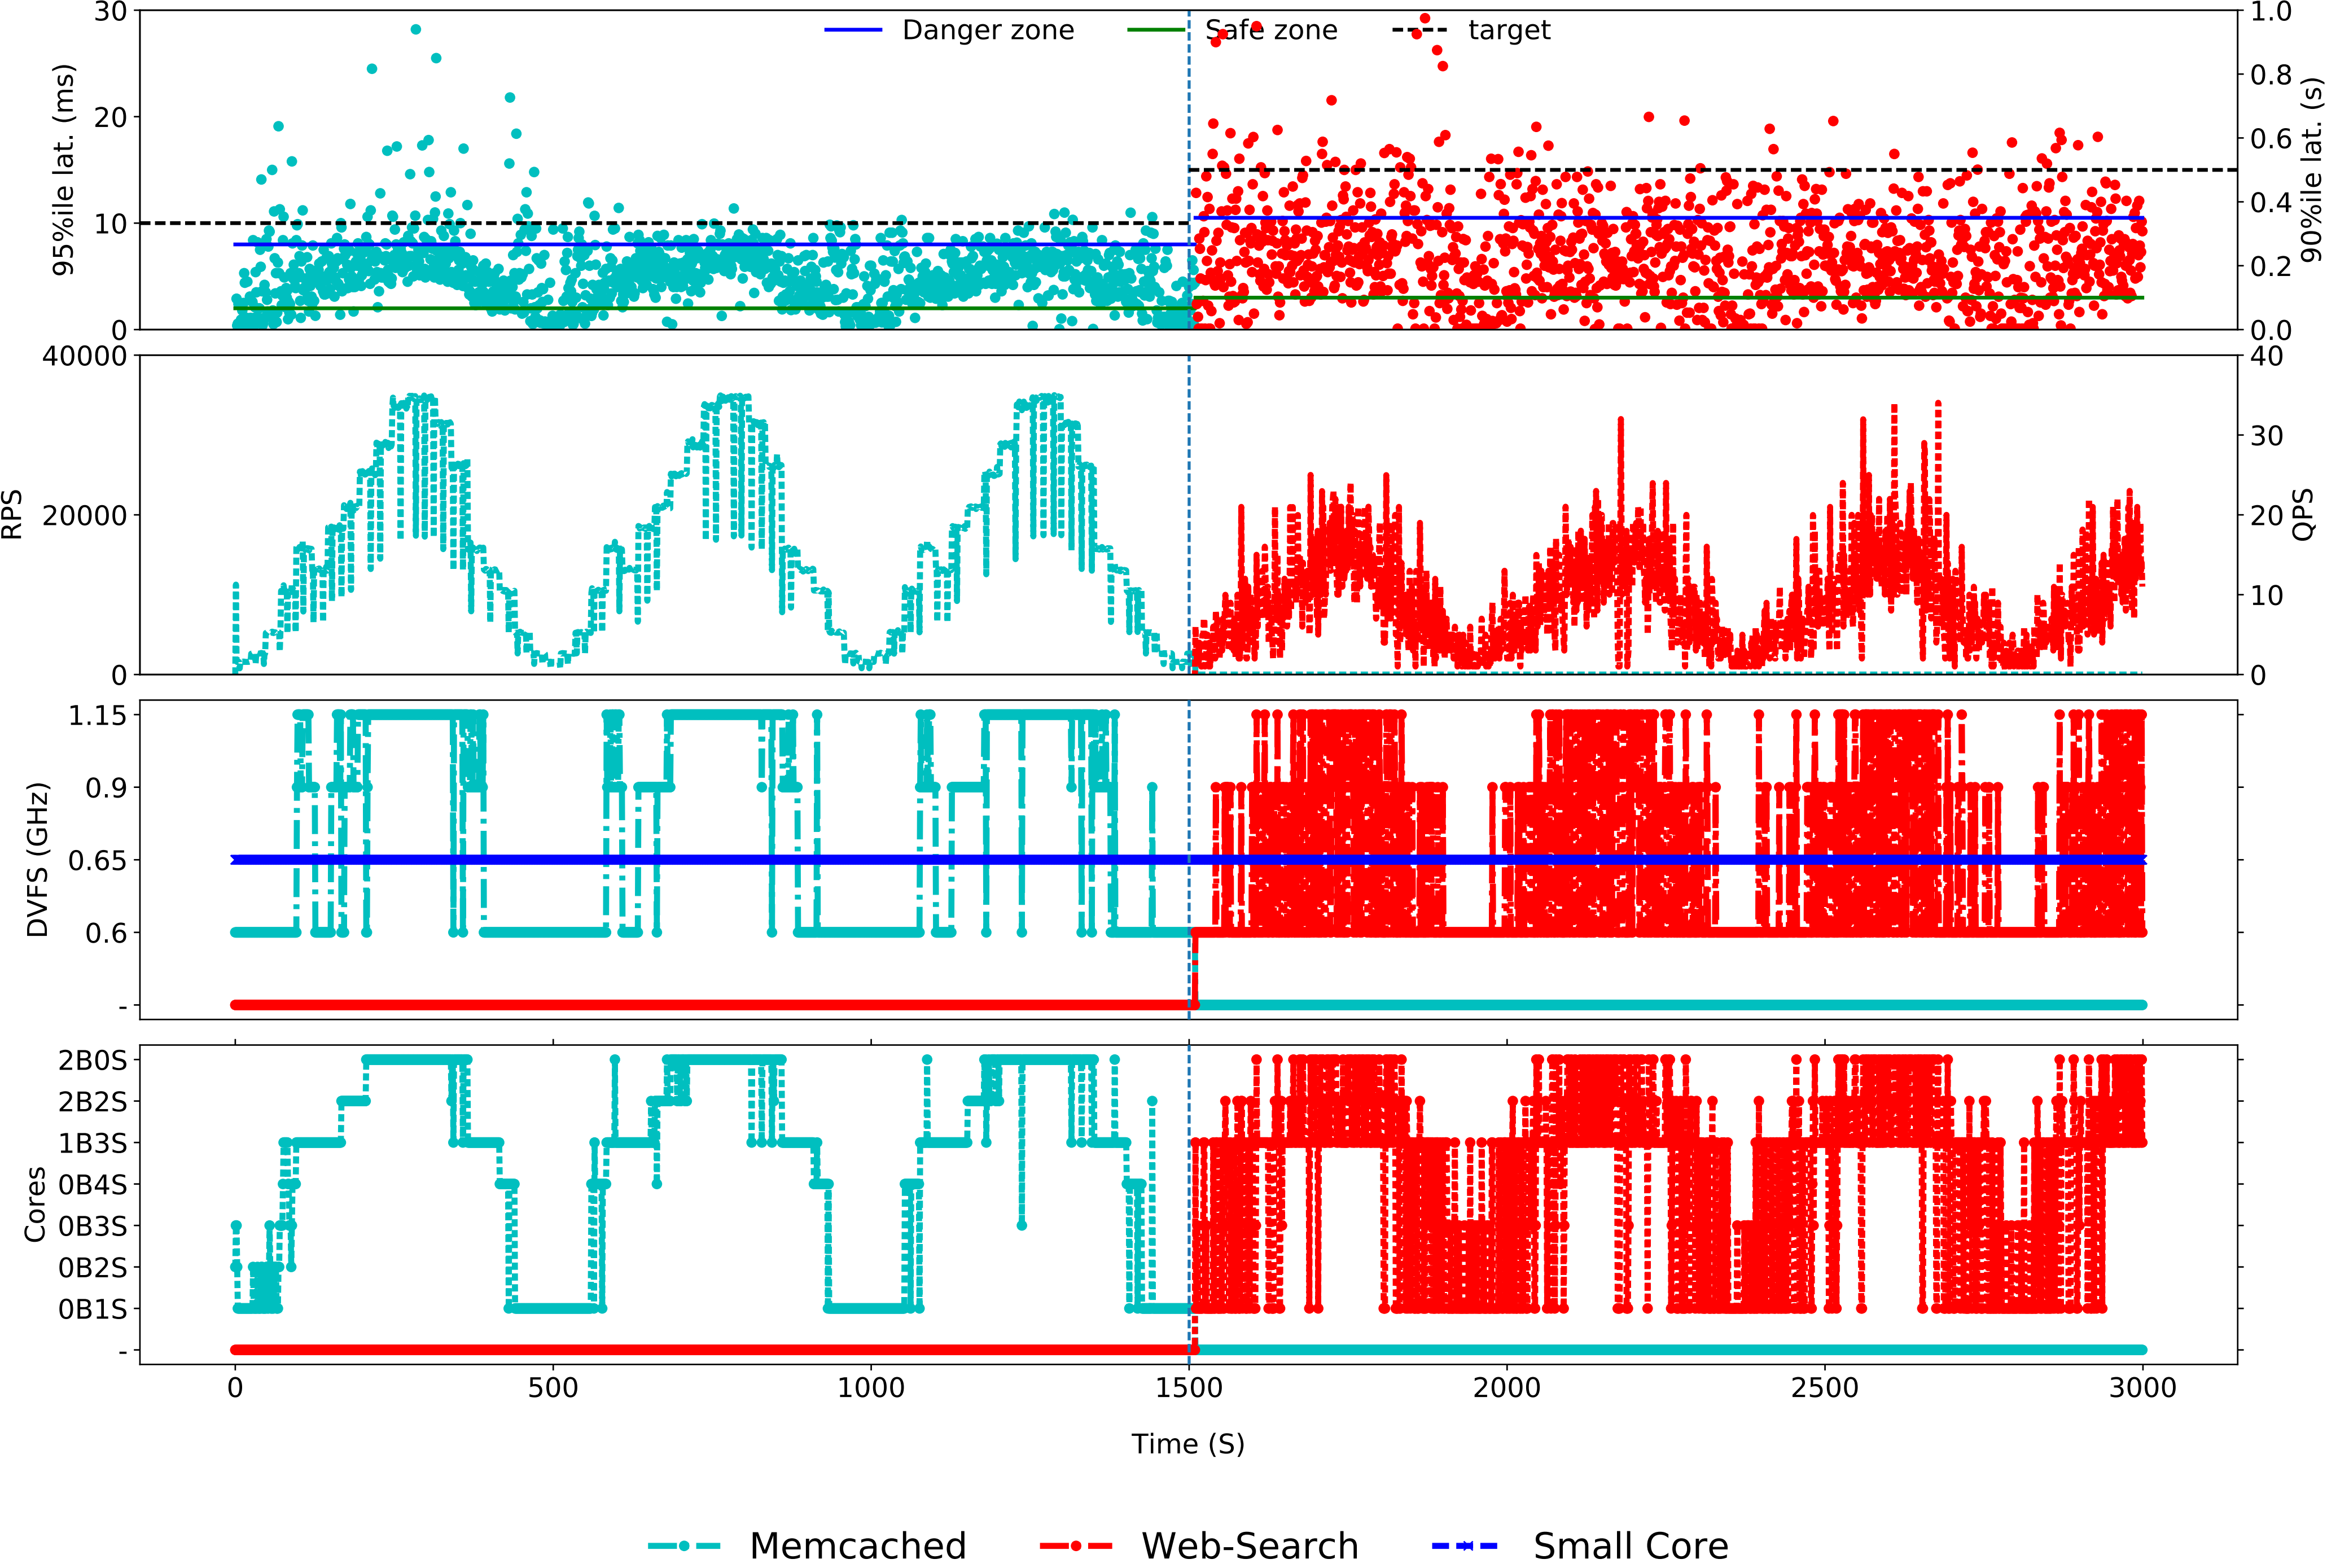 30
20
10
0
95%ile lat. (ms)
Danger zone
Safe zone
target
1.0
0.8
0.6
0.4
0.2
0.0
90%ile lat. (s)
40000
20000
0
RPS
40
30
20
10
0
QPS
1.15
0.9
0.65
0.6
-
DVFS (GHz)
2B0S
2B2S
1B3S
0B4S
0B3S
0B2S
0B1S
-
Cores
0 500 1000 1500 2000 2500 3000
Time (S)
Memcached Web-Search Small Core